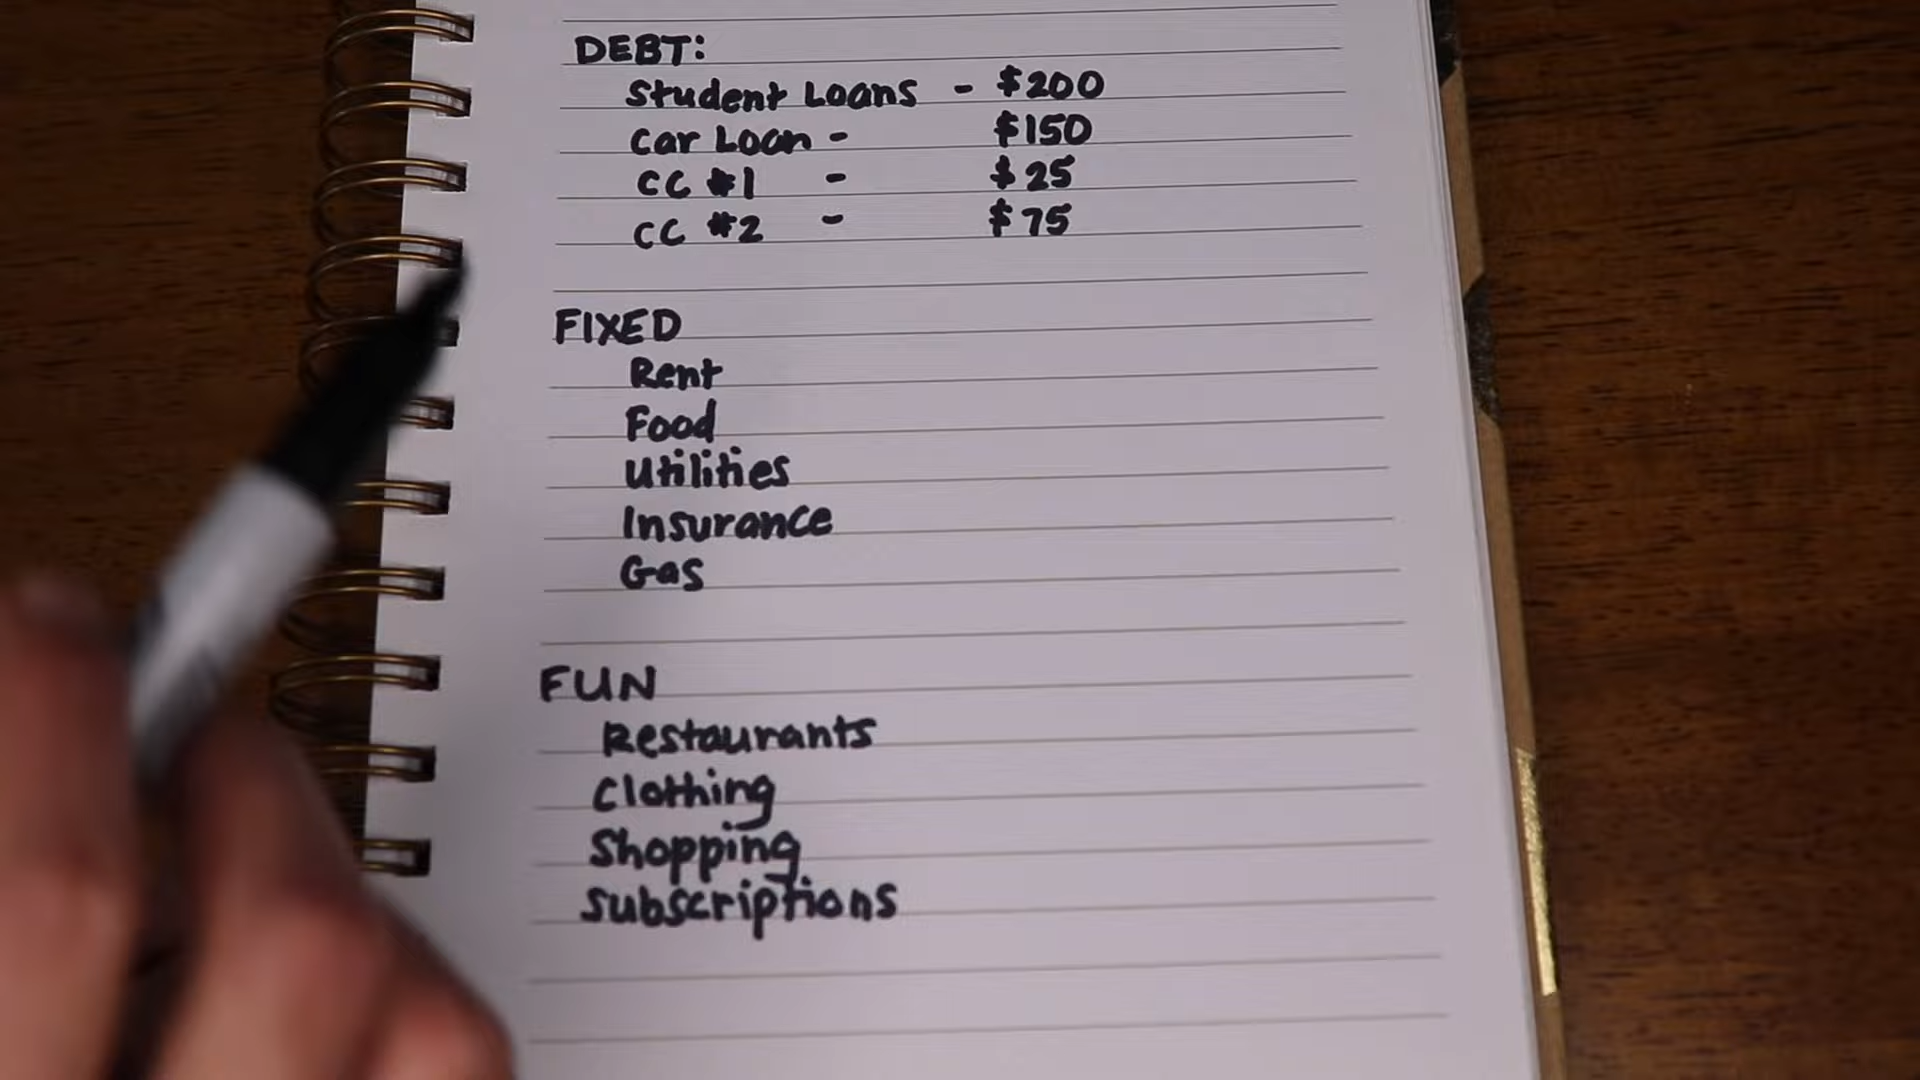 DEBT:
Student Loans - $200
Car Loan - $150
CC #1 - $25
CC #2 - $75
FIXED
Rent
Food
Utilities
Insurance
Gas
FUN
Restaurants
Clothing
Shopping
Subscriptions